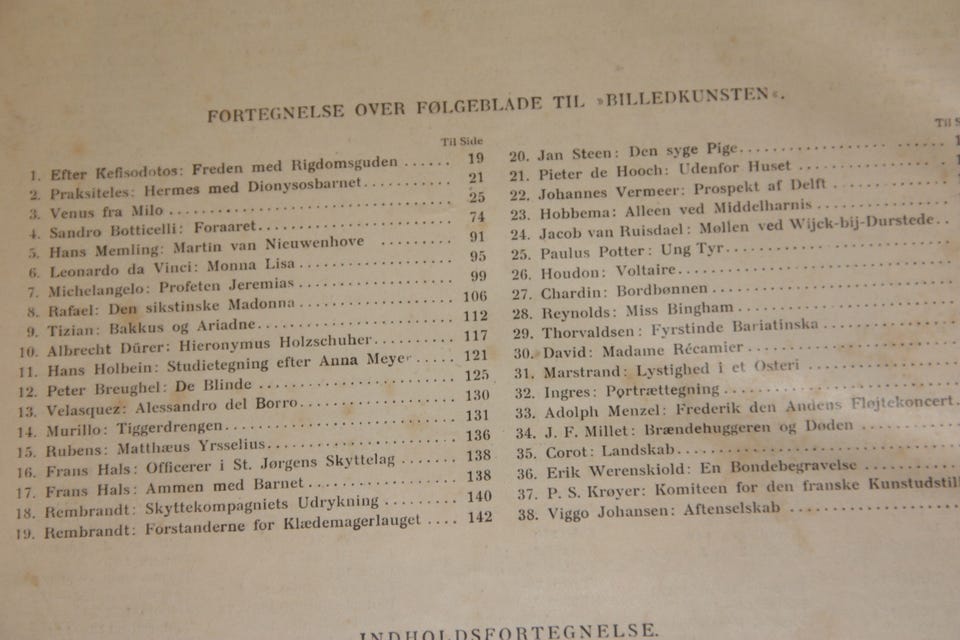 FORTEGNELSE OVER FØLGEBLADE TIL »BILLEDKUNSTEN«.
Til Side
1. Efter Kefisodotos: Freden med Rigdomsguden ...... 19
2. Praksiteles: Hermes med Dionysosbarnet .............. 21
3. Venus fra Milo ............................................ 25
4. Sandro Botticelli: Foraaret .............................. 74
5. Hans Memling: Martin van Nieuwenhove ............ 91
6. Leonardo da Vinci: Monna Lisa ....................... 95
7. Michelangelo: Profeten Jeremias ...................... 99
8. Rafael: Den sikstinske Madonna ...................... 106
9. Tizian: Bakkus og Ariadne ............................. 112
10. Albrecht Dürer: Hieronymus Holzschuher .......... 117
11. Hans Holbein: Studietegning efter Anna Meyer ..... 121
12. Peter Breughel: De Blinde ............................. 125
13. Velasquez: Alessandro del Borro ...................... 130
14. Murillo: Tiggerdrengen ................................. 131
15. Rubens: Matthæus Yrsselius ............................ 136
16. Frans Hals: Officerer i St. Jørgens Skyttelag ........ 138
17. Frans Hals: Ammen med Barnet ...................... 138
18. Rembrandt: Skyttekompagniets Udrykning .......... 140
19. Rembrandt: Forstanderne for Klædemagerlauget .... 142
Til S
20. Jan Steen: Den syge Pige ..............................
21. Pieter de Hooch: Udenfor Huset ......................
22. Johannes Vermeer: Prospekt af Delft .................
23. Hobbema: Alleen ved Middelharnis ...................
24. Jacob van Ruisdael: Møllen ved Wijck-bij-Durstede ..
25. Paulus Potter: Ung Tyr .................................
26. Houdon: Voltaire ........................................
27. Chardin: Bordbønnen ...................................
28. Reynolds: Miss Bingham ...............................
29. Thorvaldsen: Fyrstinde Bariatinska ...................
30. David: Madame Récamier .............................
31. Marstrand: Lystighed i et Osteri ......................
32. Ingres: Portrættegning .................................
33. Adolph Menzel: Frederik den Andens Fløjtekoncert .
34. J. F. Millet: Brændehuggeren og Døden ..............
35. Corot: Landskab .........................................
36. Erik Werenskiold: En Bondebegravelse ...............
37. P. S. Krøyer: Komiteen for den franske Kunstudstill
38. Viggo Johansen: Aftenselskab .........................
INDHOLDSFORTEGNELSE.